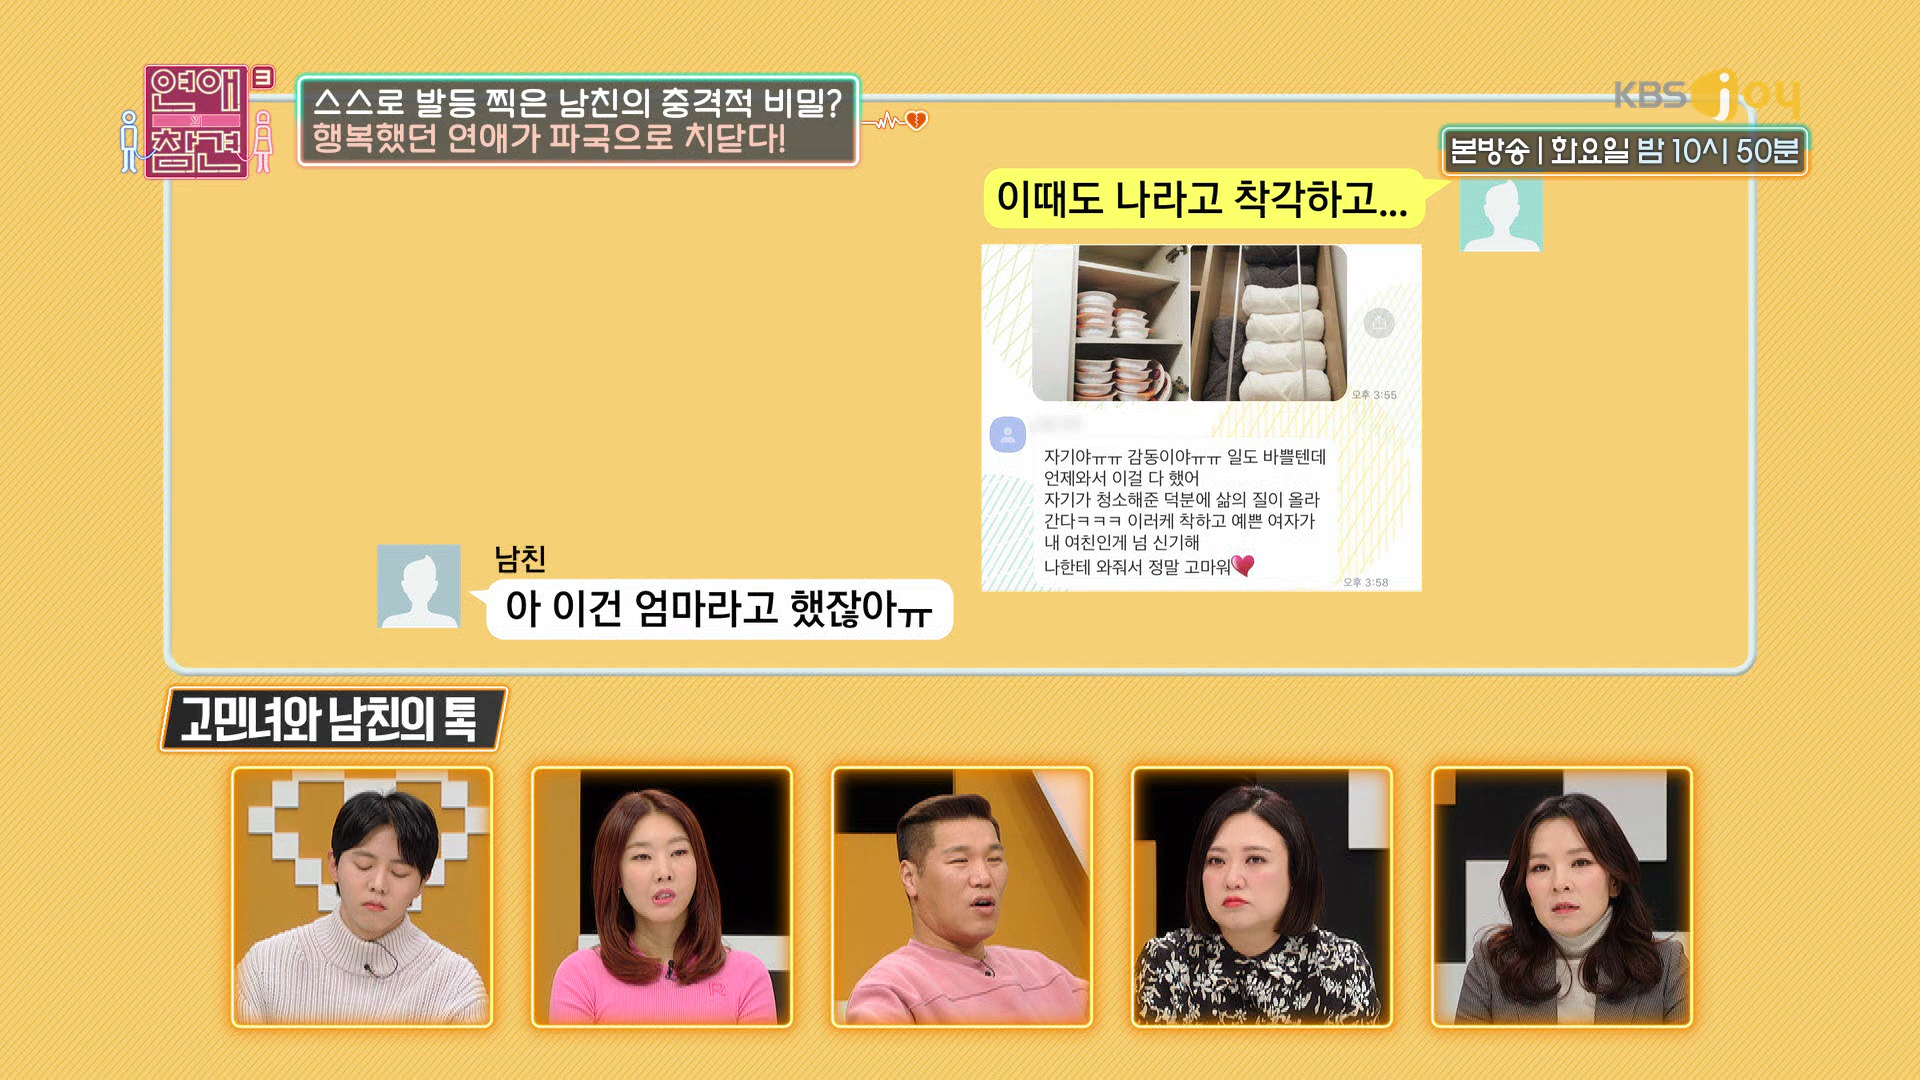 연애의 참견 3
스스로 발등 찍은 남친의 충격적 비밀?
행복했던 연애가 파국으로 치닫다!
KBS joy
본방송 | 화요일 밤 10시 50분
이때도 나라고 착각하고...
오후 3:55
자기야ㅠㅠ 감동이야ㅠㅠ 일도 바쁠텐데
언제와서 이걸 다 했어
자기가 청소해준 덕분에 삶의 질이 올라
간다ㅋㅋㅋ 이러케 착하고 예쁜 여자가
내 여친인게 넘 신기해
나한테 와줘서 정말 고마워❤
오후 3:58
남친
아 이건 엄마라고 했잖아ㅠ
고민녀와 남친의 톡